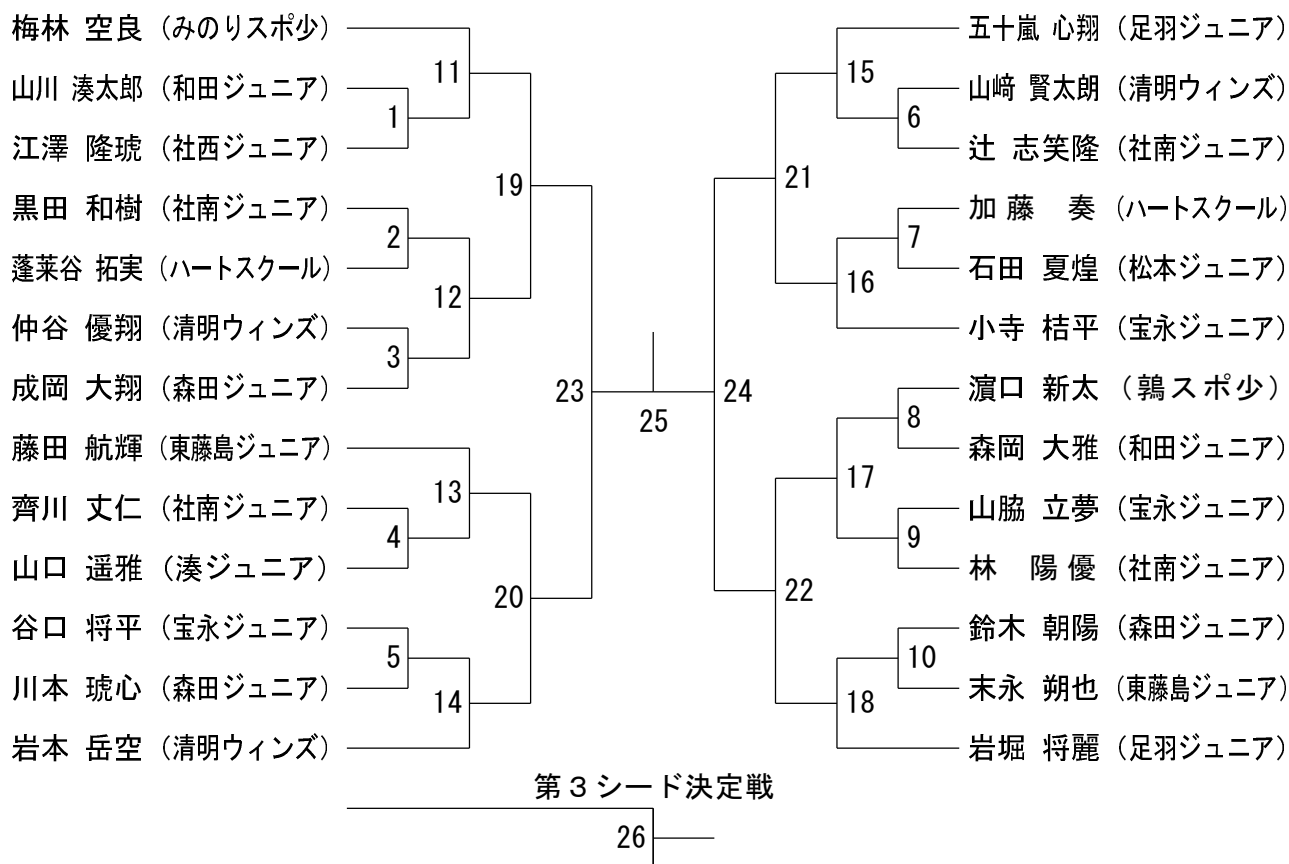 梅林 空良（みのりスポ少）
山川 湊太郎（和田ジュニア）
江澤 隆琥（社西ジュニア）
黒田 和樹（社南ジュニア）
蓬莱谷 拓実（ハートスクール）
仲谷 優翔（清明ウィンズ）
成岡 大翔（森田ジュニア）
藤田 航輝（東藤島ジュニア）
齊川 丈仁（社南ジュニア）
山口 遥雅（湊ジュニア）
谷口 将平（宝永ジュニア）
川本 琥心（森田ジュニア）
岩本 岳空（清明ウィンズ）
1
2
3
4
5
11
12
13
14
19
20
23
25
24
21
22
15
16
17
18
6
7
8
9
10
五十嵐 心翔（足羽ジュニア）
山﨑 賢太朗（清明ウィンズ）
辻 志笑隆（社南ジュニア）
加藤 奏（ハートスクール）
石田 夏煌（松本ジュニア）
小寺 桔平（宝永ジュニア）
濵口 新太（鶉スポ少）
森岡 大雅（和田ジュニア）
山脇 立夢（宝永ジュニア）
林 陽優（社南ジュニア）
鈴木 朝陽（森田ジュニア）
末永 朔也（東藤島ジュニア）
岩堀 将麗（足羽ジュニア）
第３シード決定戦
26